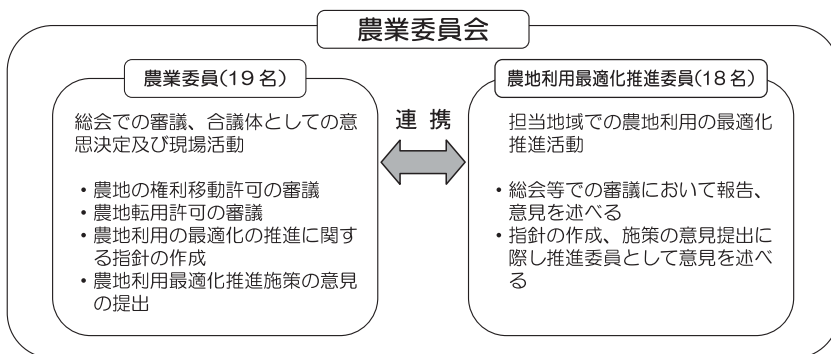 農業委員会
農業委員(19名)
総会での審議、合議体としての意
思決定及び現場活動
・農地の権利移動許可の審議
・農地転用許可の審議
・農地利用の最適化の推進に関す
る指針の作成
・農地利用最適化推進施策の意見
の提出
連携
農地利用最適化推進委員(18名)
担当地域での農地利用の最適化
推進活動
・総会等での審議において報告、
意見を述べる
・指針の作成、施策の意見提出に
際し推進委員として意見を述べ
る